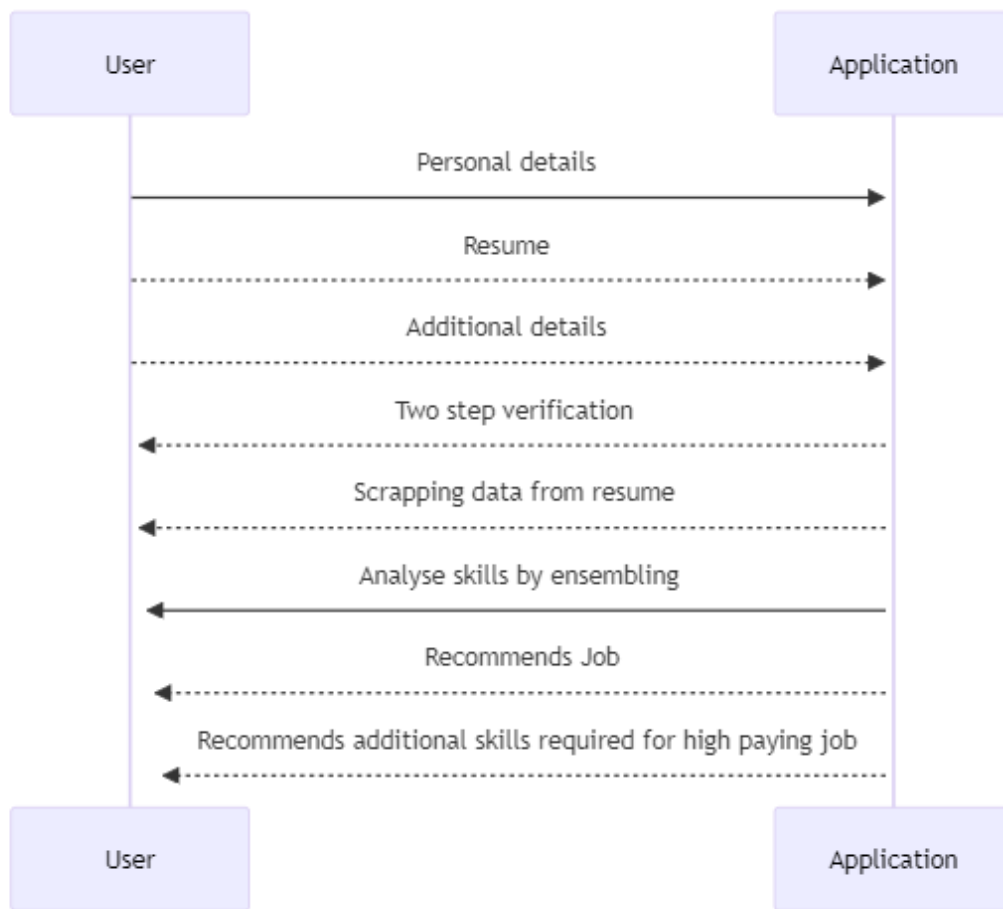 User
Application
Personal details
Resume
Additional details
Two step verification
Scrapping data from resume
Analyse skills by ensembling
Recommends Job
Recommends additional skills required for high paying job
User
Application